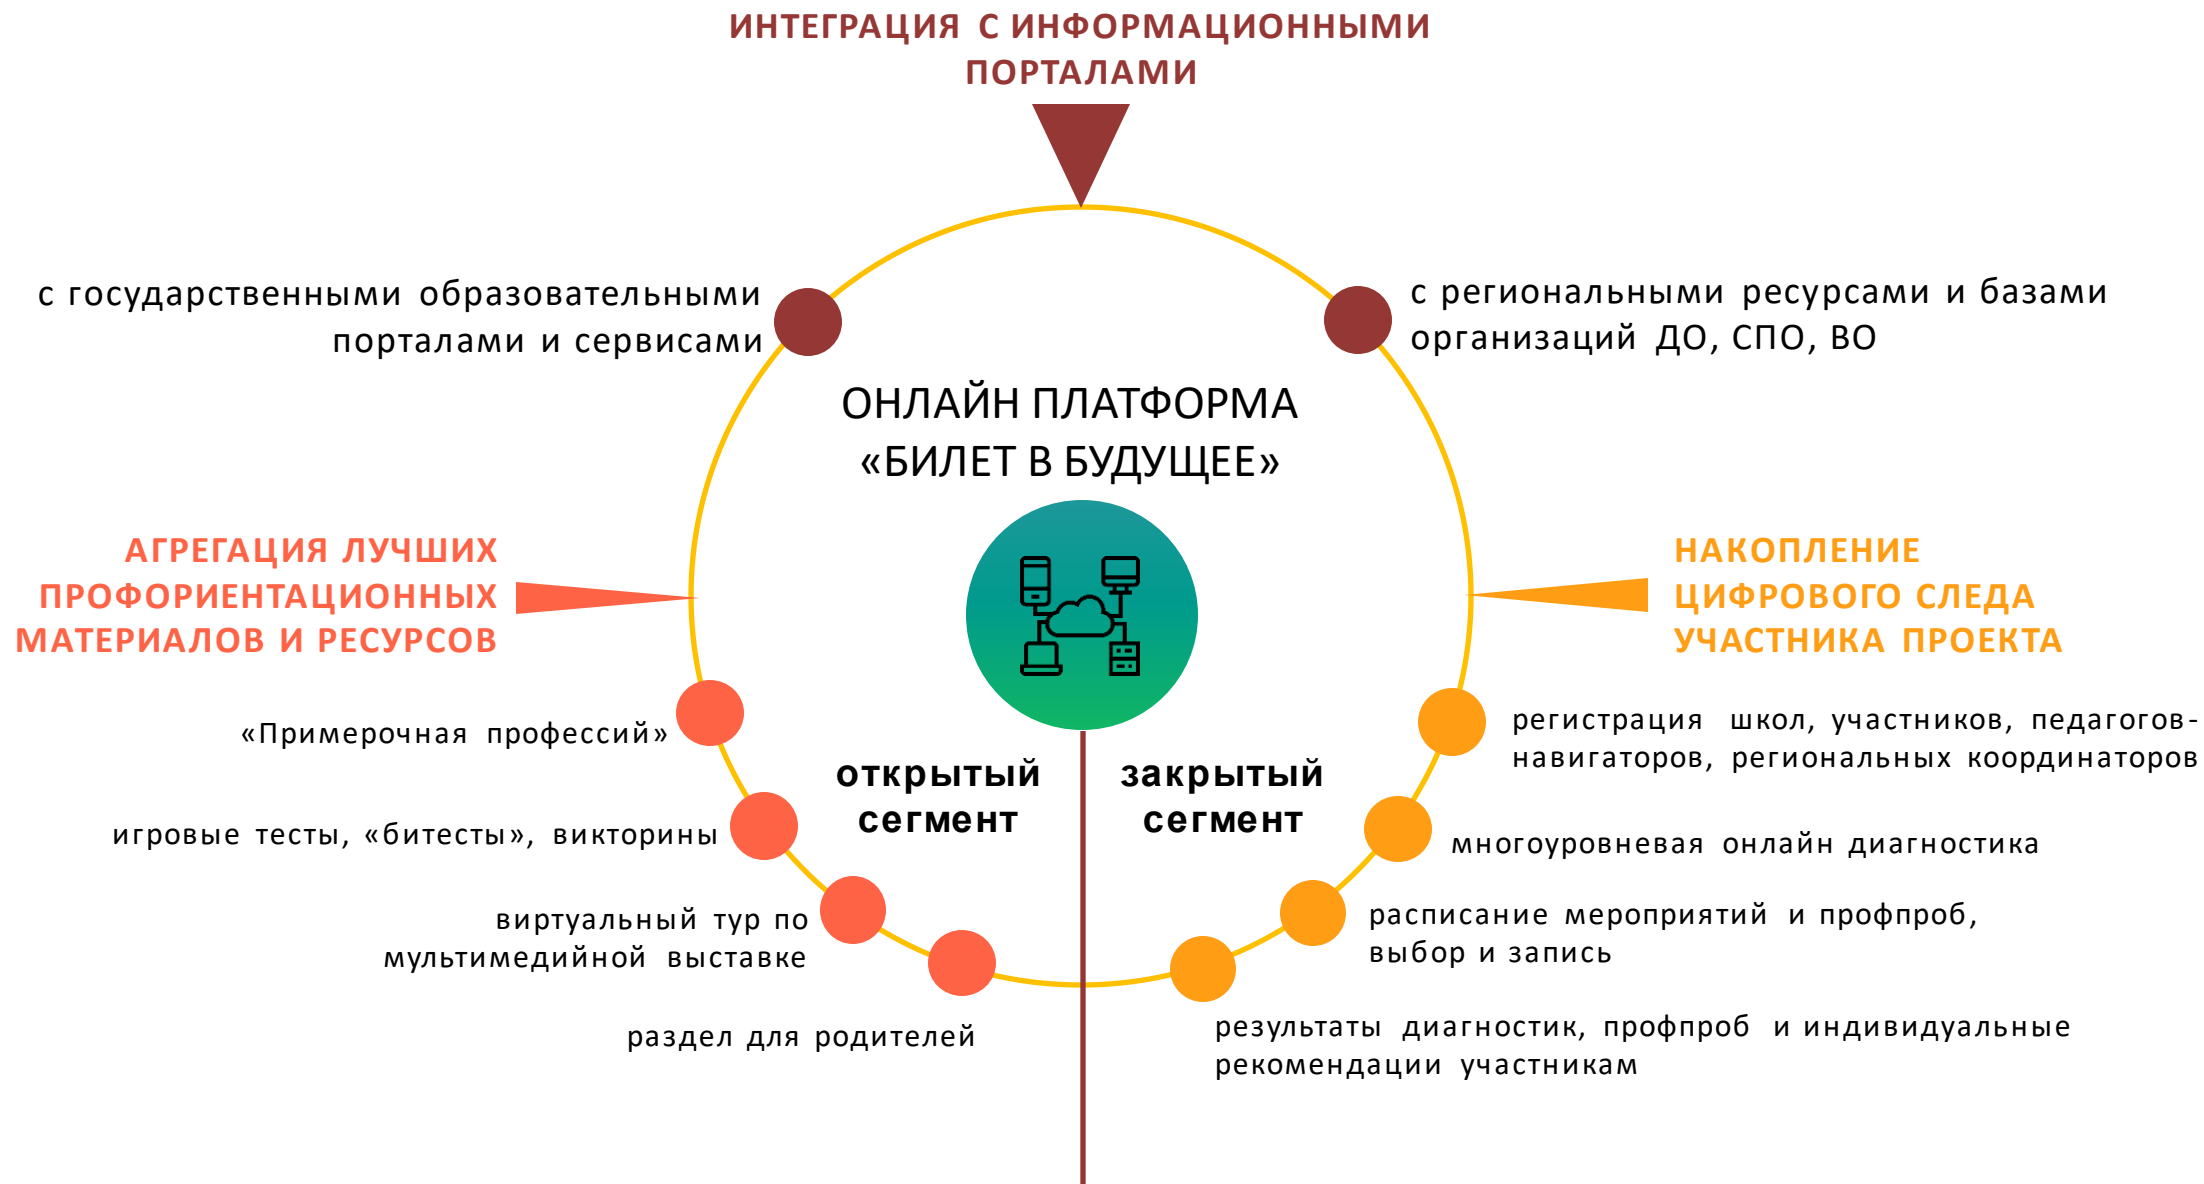 ИНТЕГРАЦИЯ С ИНФОРМАЦИОННЫМИ
ПОРТАЛАМИ
с государственными образовательными
порталами и сервисами
с региональными ресурсами и базами
организаций ДО, СПО, ВО
ОНЛАЙН ПЛАТФОРМА
«БИЛЕТ В БУДУЩЕЕ»
АГРЕГАЦИЯ ЛУЧШИХ
ПРОФОРИЕНТАЦИОННЫХ
МАТЕРИАЛОВ И РЕСУРСОВ
НАКОПЛЕНИЕ
ЦИФРОВОГО СЛЕДА
УЧАСТНИКА ПРОЕКТА
открытый
сегмент
закрытый
сегмент
«Примерочная профессий»
игровые тесты, «битесты», викторины
виртуальный тур по
мультимедийной выставке
раздел для родителей
регистрация школ, участников, педагогов-
навигаторов, региональных координаторов
многоуровневая онлайн диагностика
расписание мероприятий и профпроб,
выбор и запись
результаты диагностик, профпроб и индивидуальные
рекомендации участникам